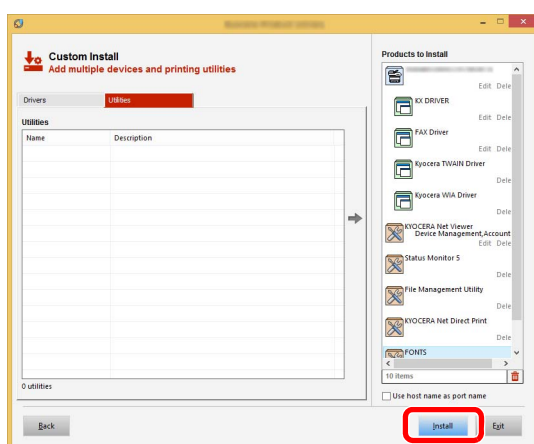 Custom Install
Add multiple devices and printing utilities
Drivers
Utilities
Utilities
Name
Description
0 utilities
Products to Install
Edit Dele
KX DRIVER
Edit Dele
FAX Driver
Edit Dele
Kyocera TWAIN Driver
Dele
Kyocera WIA Driver
Dele
KYOCERA Net Viewer
Device Management,Account
Edit Dele
Status Monitor 5
Dele
File Management Utility
Dele
KYOCERA Net Direct Print
Dele
FONTS
10 items
Use host name as port name
Back
Install
Exit